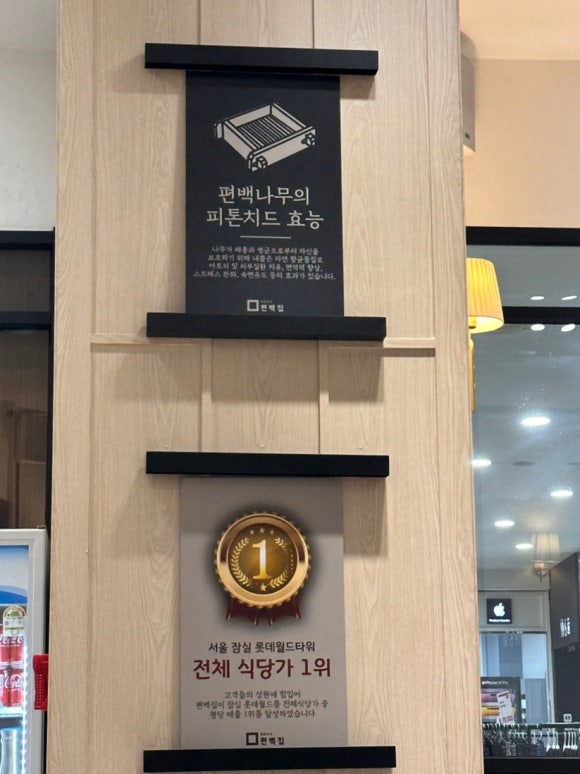 편백나무의
피톤치드 효능
나무가 해충과 병균으로부터 자신을
보호하기 위해 내뿜은 자연 항균물질로
아토피 및 피부질환 치유, 면역력 향상,
스트레스 완화, 숙면유도 등의 효과가 있습니다.
편백집
1
서울 잠실 롯데월드타워
전체 식당가 1위
고객들의 성원에 힘입어
편백집이 잠실 롯데월드몰 전체식당가 중
평당 매출 1위를 달성하였습니다
편백집